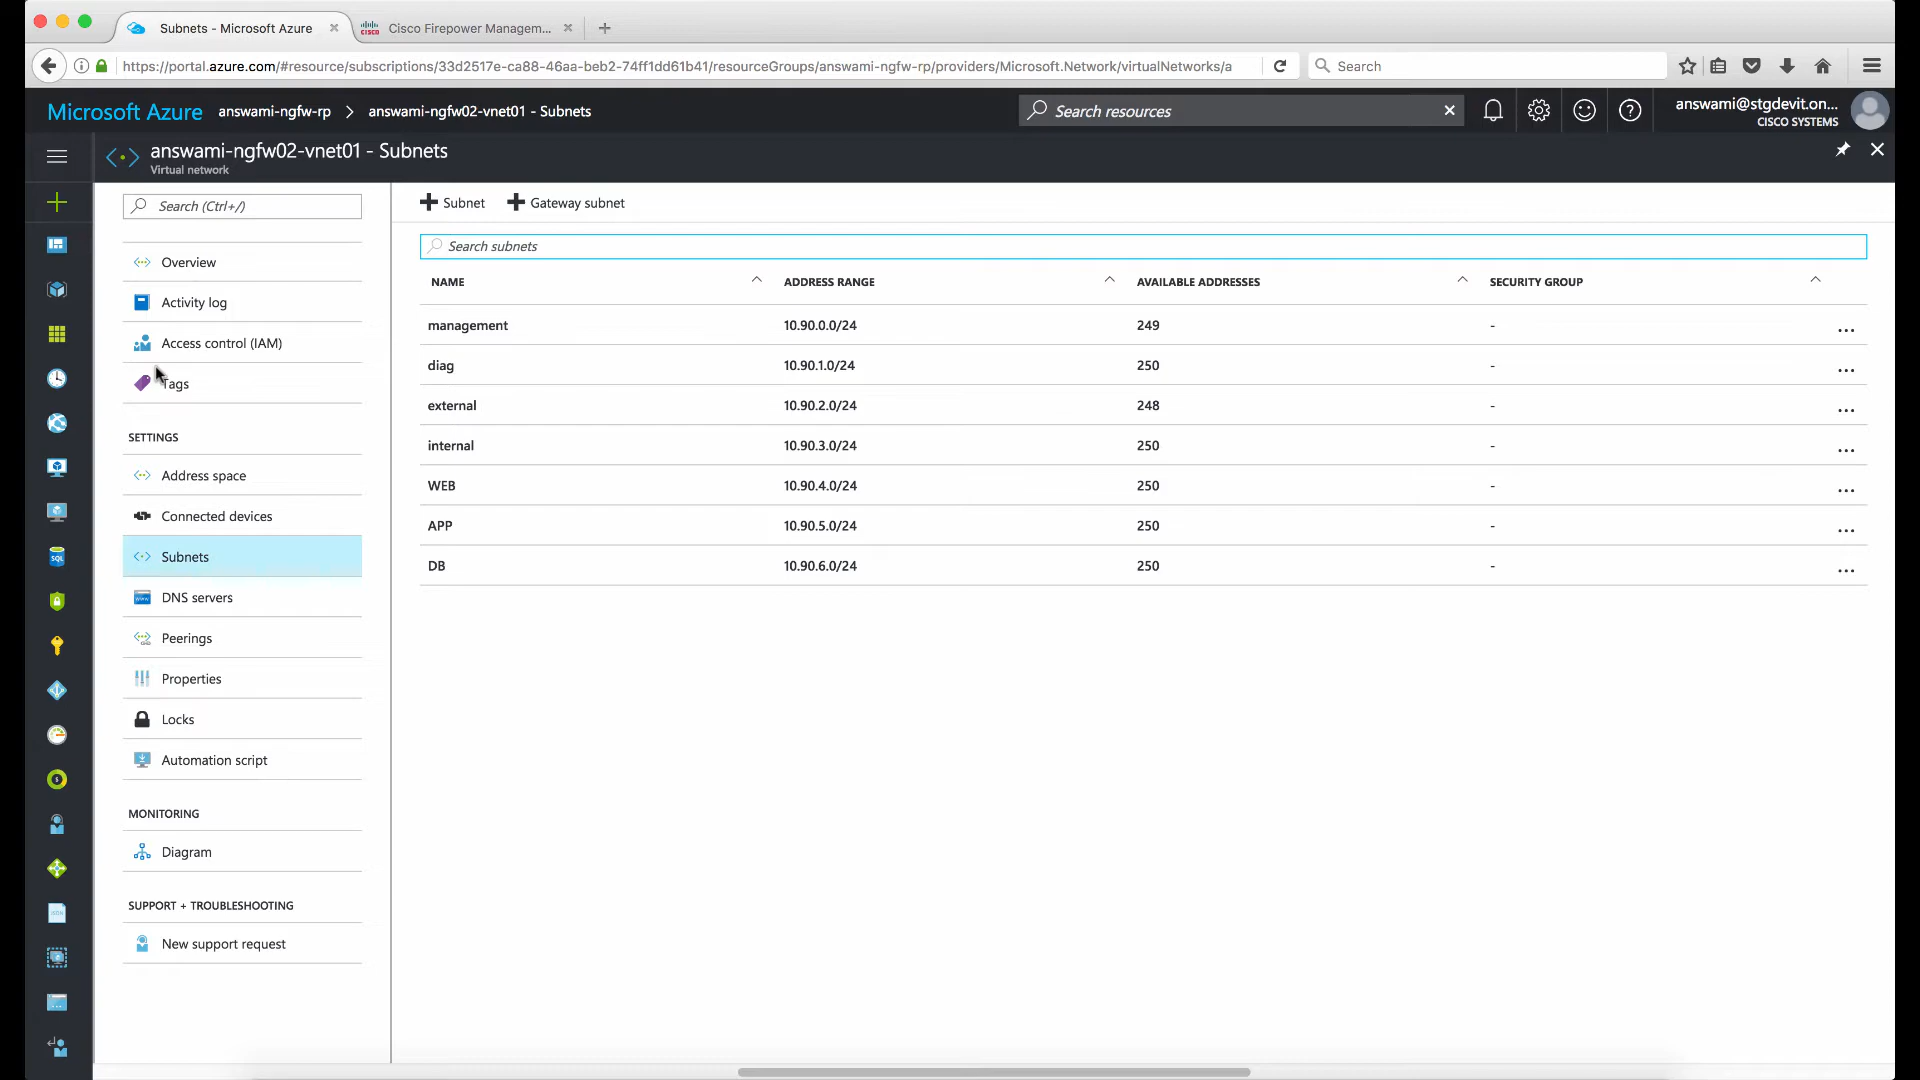 Subnets - Microsoft Azure
Cisco Firepower Managem...
https://portal.azure.com/#resource/subscriptions/33d2517e-ca88-46aa-beb2-74ff1dd61b41/resourceGroups/answami-ngfw-rp/providers/Microsoft.Network/virtualNetworks/a
Search
Microsoft Azure answami-ngfw-rp > answami-ngfw02-vnet01 - Subnets
Search resources
answami@stgdevit.on...
CISCO SYSTEMS
answami-ngfw02-vnet01 - Subnets
Virtual network
Search (Ctrl+/)
Overview
Activity log
Access control (IAM)
Tags
SETTINGS
Address space
Connected devices
Subnets
DNS servers
Peerings
Properties
Locks
Automation script
MONITORING
Diagram
SUPPORT + TROUBLESHOOTING
New support request
Subnet Gateway subnet
Search subnets
NAME ADDRESS RANGE AVAILABLE ADDRESSES SECURITY GROUP
management 10.90.0.0/24 249 - ...
diag 10.90.1.0/24 250 - ...
external 10.90.2.0/24 248 - ...
internal 10.90.3.0/24 250 - ...
WEB 10.90.4.0/24 250 - ...
APP 10.90.5.0/24 250 - ...
DB 10.90.6.0/24 250 - ...